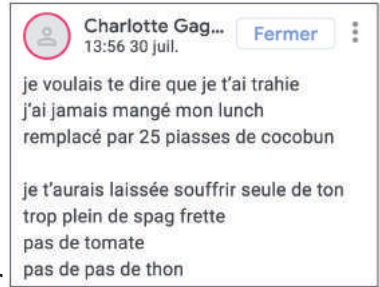 Charlotte Gag...
Fermer
13:56 30 juil.
je voulais te dire que je t'ai trahie
j'ai jamais mangé mon lunch
remplacé par 25 piasses de cocobun
je t'aurais laissée souffrir seule de ton
trop plein de spag frette
pas de tomate
pas de pas de thon